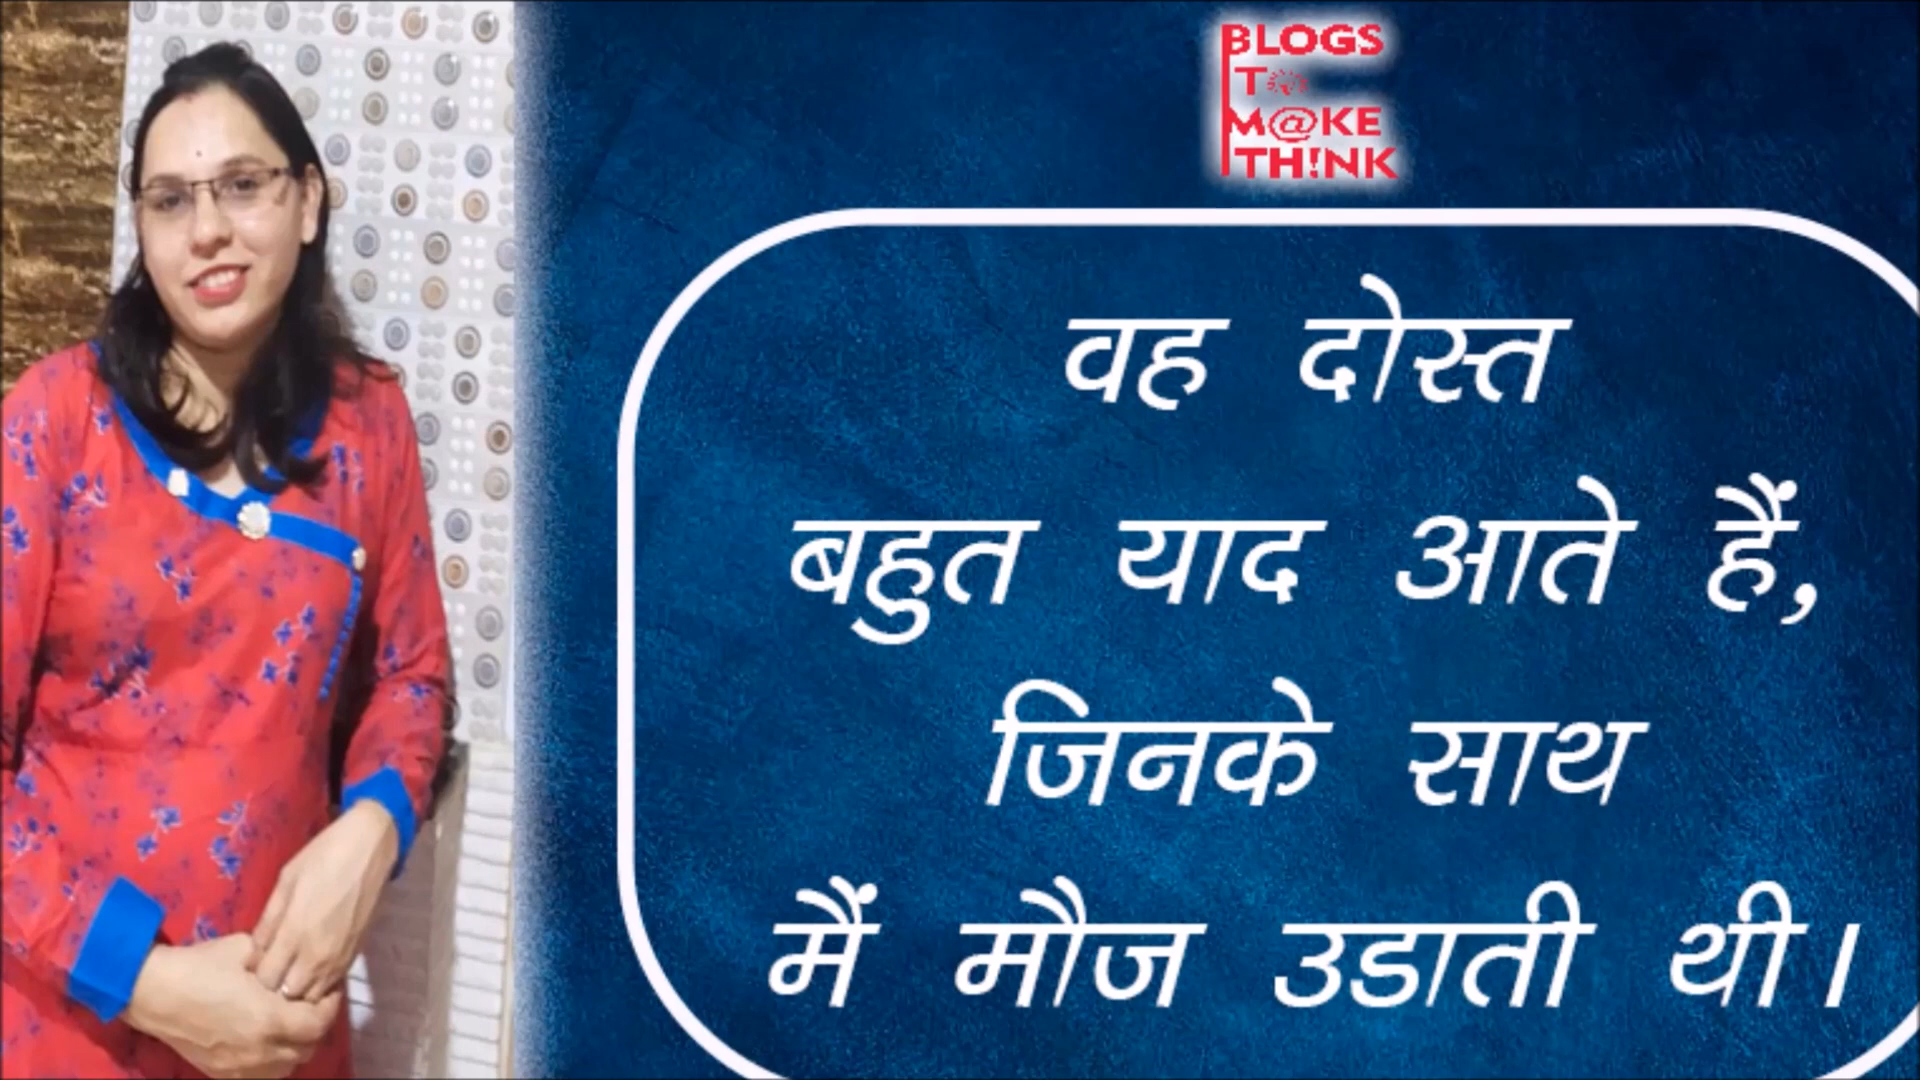 BLOGS
TO
M@KE
TH!NK
वह दोस्त
बहुत याद आते हैं,
जिनके साथ
मैं मौज उडाती थी।